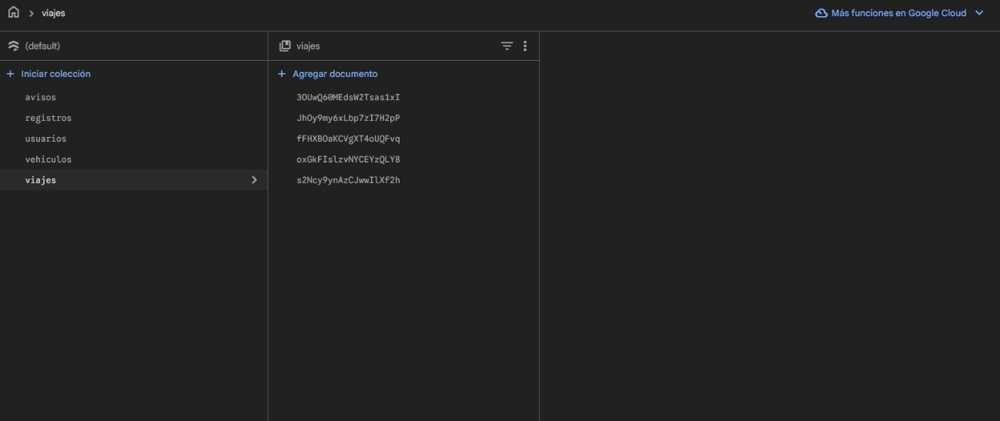 viajes
Más funciones en Google Cloud
(default)
viajes
Iniciar colección
Agregar documento
avisos
registros
usuarios
vehiculos
viajes
3OUwQ60MEdsW2Tsas1xI
JhOy9my6xLbp7zI7H2pP
fFHXBOaKCVgXT4oUQFvq
oxGkFIslzvNYCEYzQLY8
s2Ncy9ynAzCJwwIlXf2h